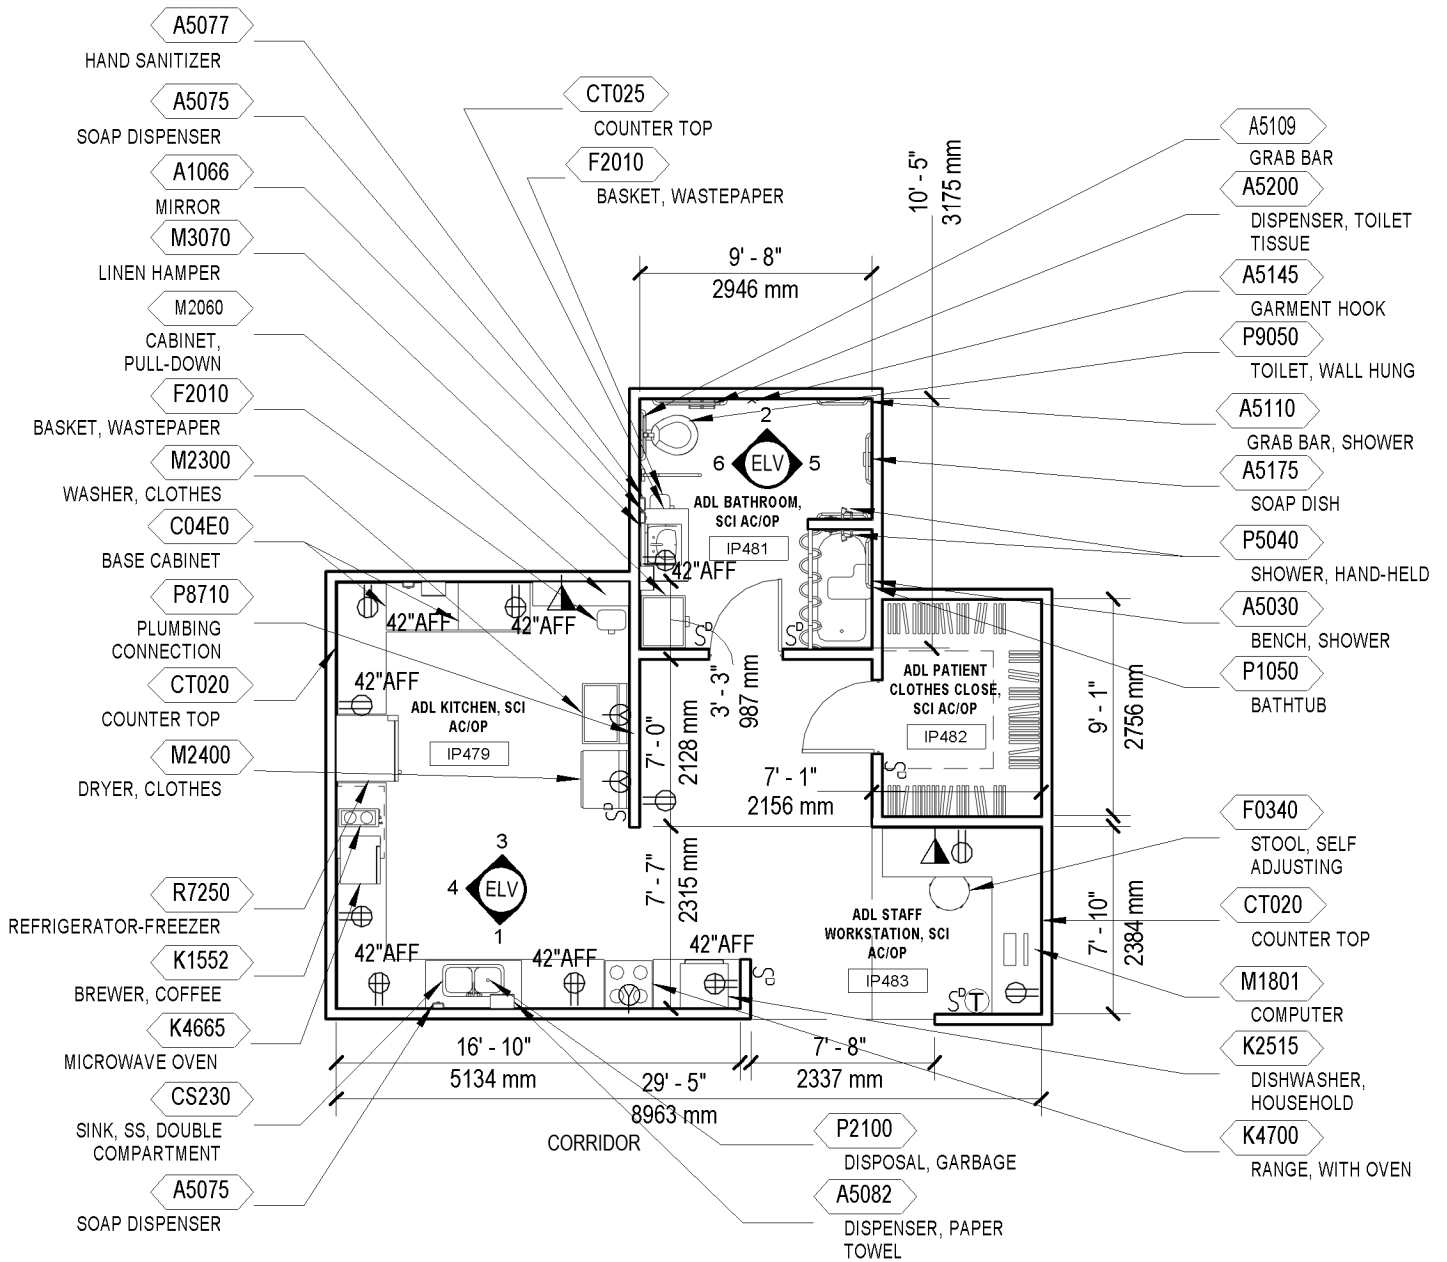 A5077
HAND SANITIZER
A5075
SOAP DISPENSER
A1066
MIRROR
M3070
LINEN HAMPER
M2060
CABINET,
PULL-DOWN
F2010
BASKET, WASTEPAPER
M2300
WASHER, CLOTHES
C04E0
BASE CABINET
P8710
PLUMBING
CONNECTION
CT020
COUNTER TOP
M2400
DRYER, CLOTHES
R7250
REFRIGERATOR-FREEZER
K1552
BREWER, COFFEE
K4665
MICROWAVE OVEN
CS230
SINK, SS, DOUBLE
COMPARTMENT
A5075
SOAP DISPENSER
CT025
COUNTER TOP
F2010
BASKET, WASTEPAPER
10' - 5"
3175 mm
9' - 8"
2946 mm
2
6 ELV 5
ADL BATHROOM,
SCI AC/OP
IP481
42"AFF
42"AFF
42"AFF
S D
S D
42"AFF
ADL KITCHEN, SCI
AC/OP
IP479
3' - 3"
987 mm
7' - 0"
2128 mm
ADL PATIENT
CLOTHES CLOSE,
SCI AC/OP
IP482
S D
9' - 1"
2756 mm
7' - 1"
2156 mm
S D
3
4 ELV
1
7' - 7"
2315 mm
ADL STAFF
WORKSTATION, SCI
AC/OP
IP483
7' - 10"
2384 mm
42"AFF
42"AFF
42"AFF
S D
S D
T
16' - 10"
5134 mm
7' - 8"
2337 mm
29' - 5"
8963 mm
CORRIDOR
P2100
DISPOSAL, GARBAGE
A5082
DISPENSER, PAPER
TOWEL
A5109
GRAB BAR
A5200
DISPENSER, TOILET
TISSUE
A5145
GARMENT HOOK
P9050
TOILET, WALL HUNG
A5110
GRAB BAR, SHOWER
A5175
SOAP DISH
P5040
SHOWER, HAND-HELD
A5030
BENCH, SHOWER
P1050
BATHTUB
F0340
STOOL, SELF
ADJUSTING
CT020
COUNTER TOP
M1801
COMPUTER
K2515
DISHWASHER,
HOUSEHOLD
K4700
RANGE, WITH OVEN